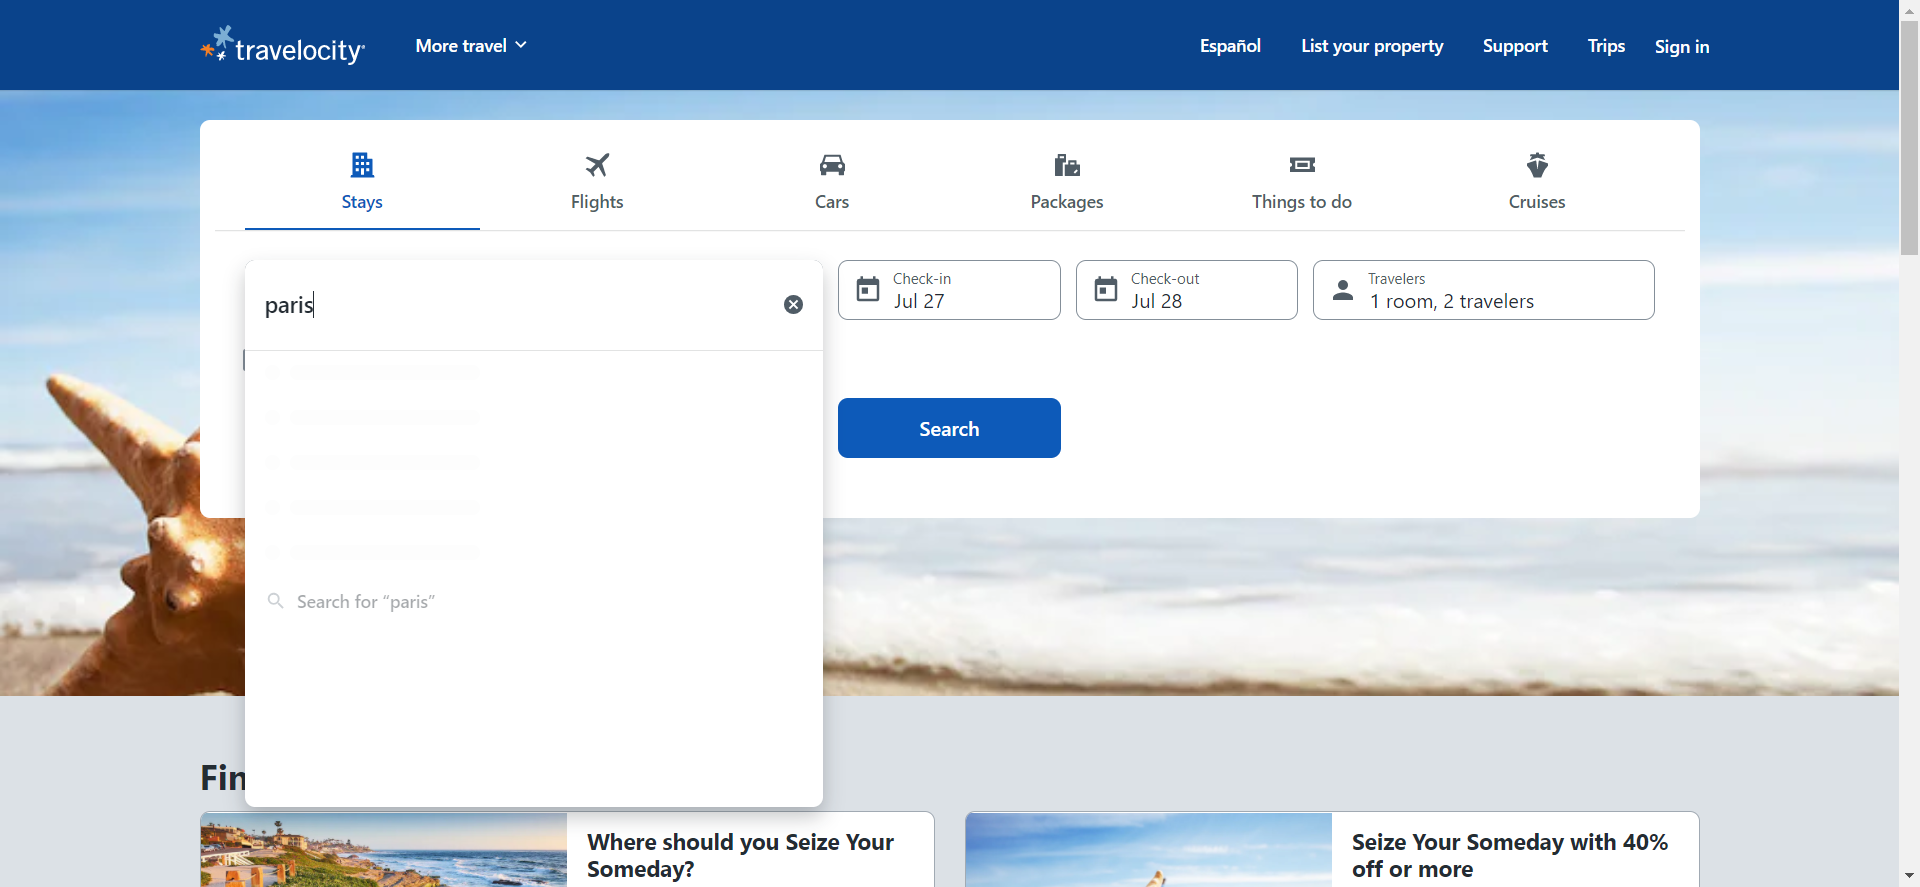 travelocity
More travel
Español
List your property
Support
Trips
Sign in
Stays
Flights
Cars
Packages
Things to do
Cruises
paris
Check-in
Jul 27
Check-out
Jul 28
Travelers
1 room, 2 travelers
Search
Search for “paris”
Fin
Where should you Seize Your
Someday?
Seize Your Someday with 40%
off or more